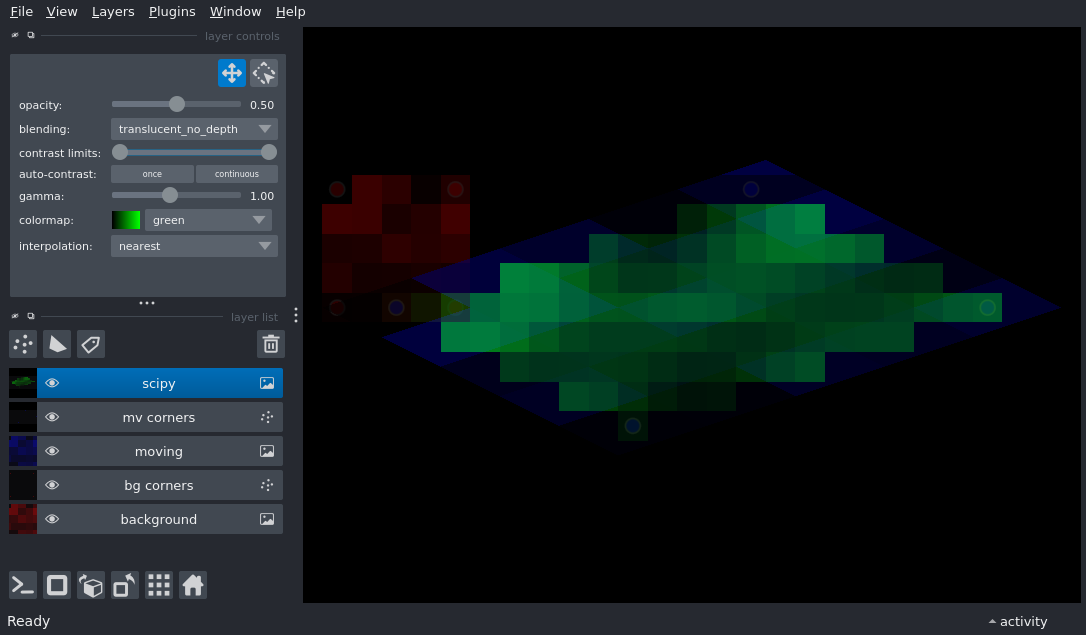 File View Layers Plugins Window Help
layer controls
opacity: 0.50
blending: translucent_no_depth
contrast limits:
auto-contrast: once continuous
gamma: 1.00
colormap: green
interpolation: nearest
layer list
scipy
mv corners
moving
bg corners
background
Ready
activity